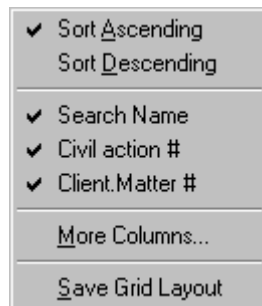 Sort Ascending
Sort Descending
Search Name
Civil action #
Client.Matter #
More Columns...
Save Grid Layout